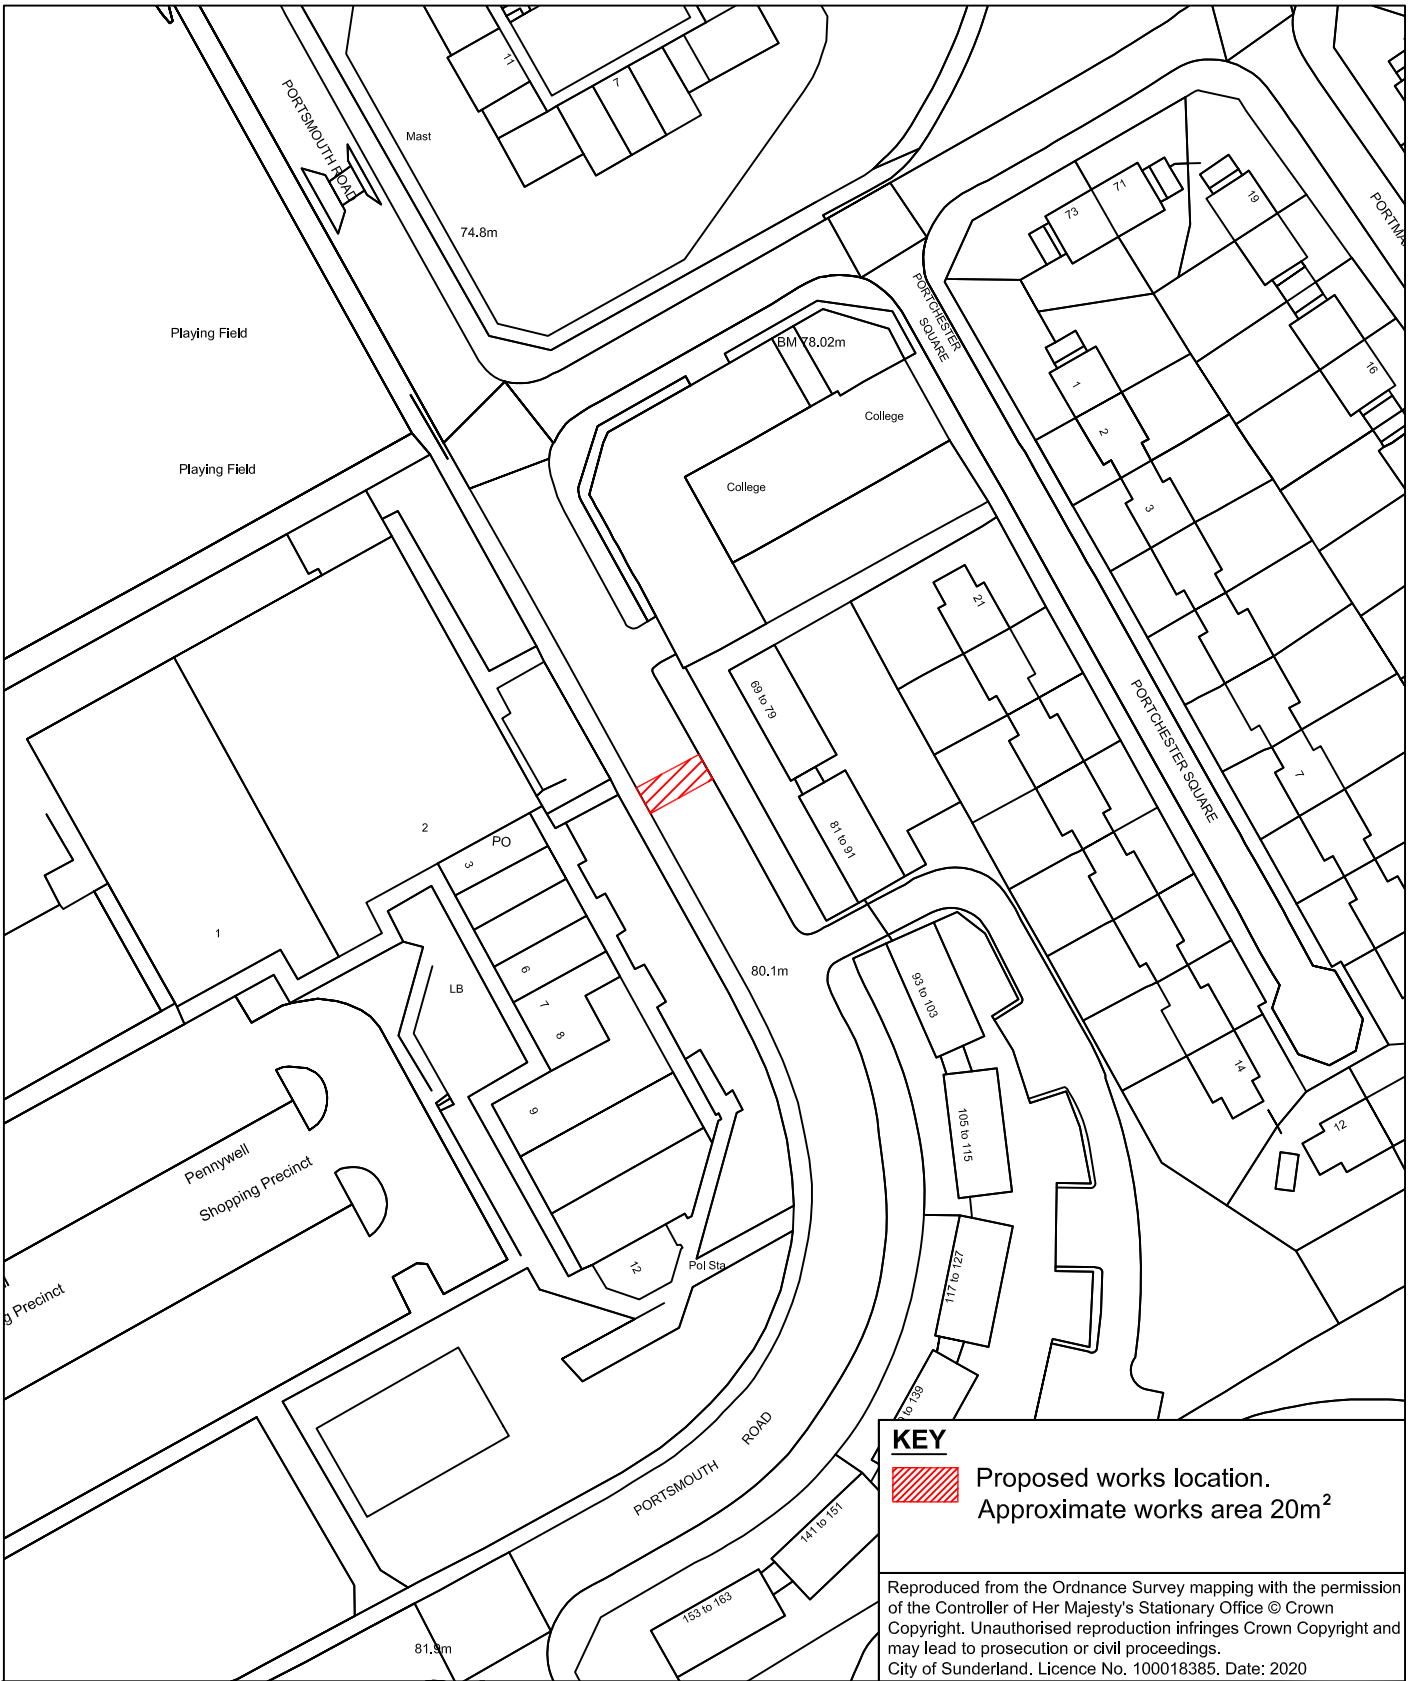 11
7
PORTSMOUTH ROAD
Mast
74.8m
73
71
19
PORTCHESTER
SQUARE
Playing Field
BM 78.02m
1
16
College
2
Playing Field
College
3
21
69 to 79
PORTCHESTER SQUARE
7
81 to 91
2
PO
3
1
6
80.1m
93 to 103
LB
7
8
14
9
105 to 115
12
Pennywell
Shopping Precinct
12
Pol Sta
117 to 127
Precinct
to 139
PORTSMOUTH
ROAD
141 to 151
153 to 163
81.9m
KEY
Proposed works location.
Approximate works area 20m²
Reproduced from the Ordnance Survey mapping with the permission
of the Controller of Her Majesty's Stationary Office © Crown
Copyright. Unauthorised reproduction infringes Crown Copyright and
may lead to prosecution or civil proceedings.
City of Sunderland. Licence No. 100018385. Date: 2020